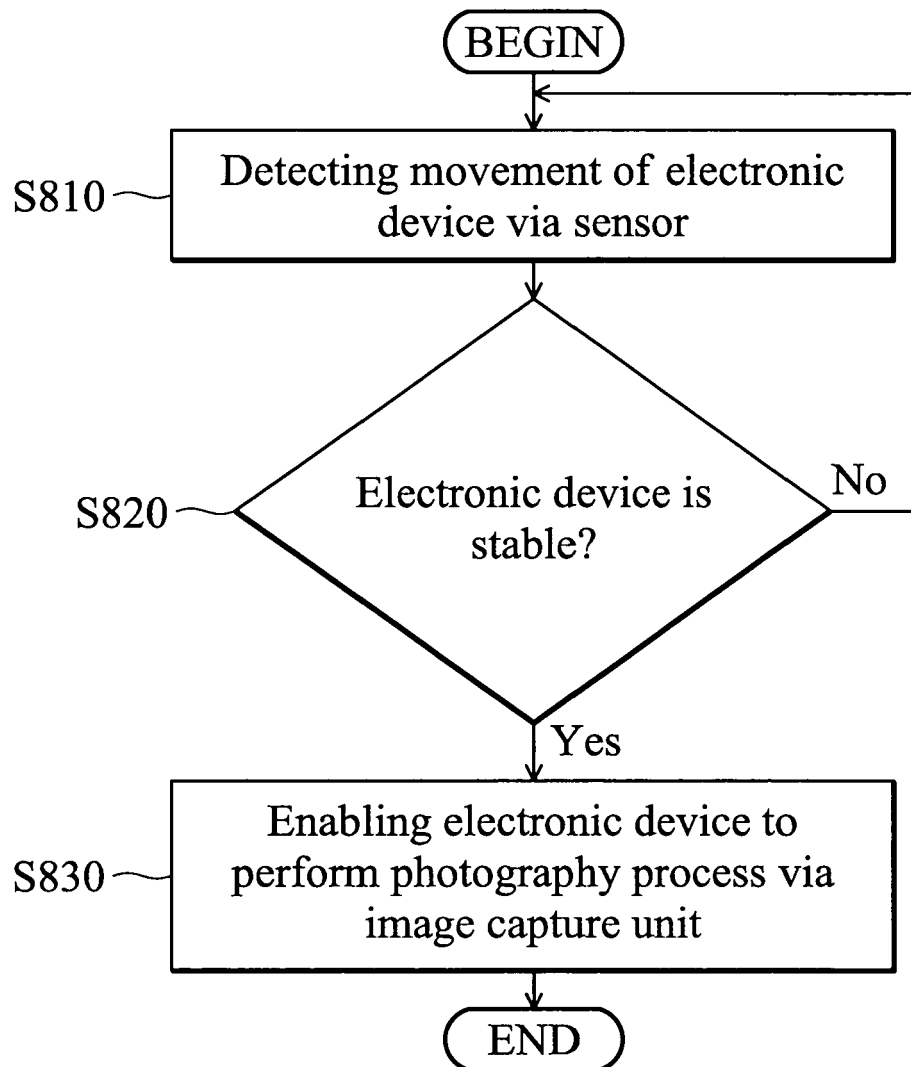 BEGIN
S810
Detecting movement of electronic
device via sensor
S820
Electronic device is
stable?
No
Yes
S830
Enabling electronic device to
perform photography process via
image capture unit
END